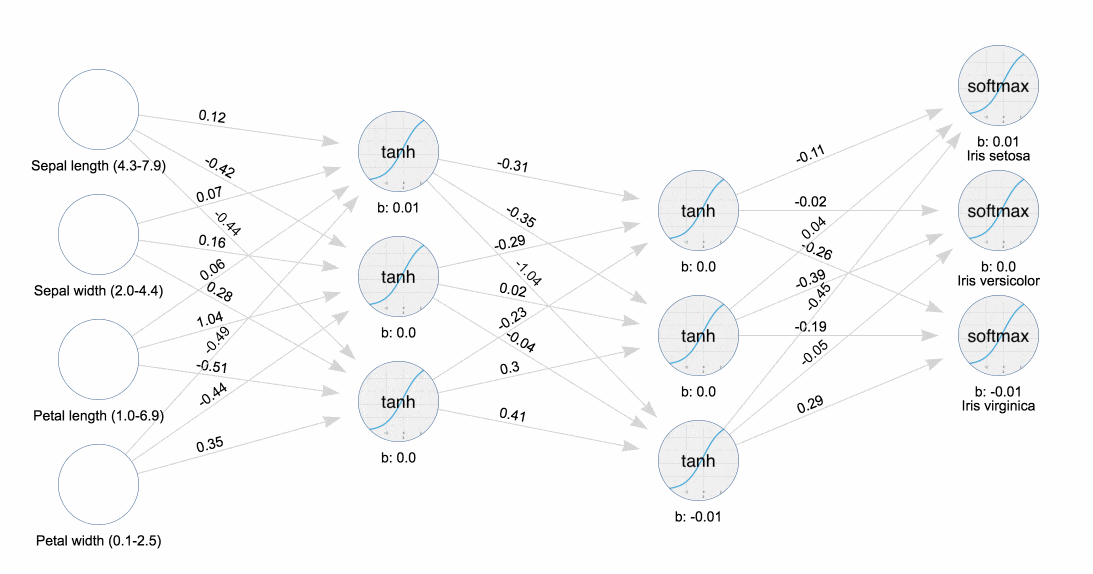 Sepal length (4.3-7.9)
Sepal width (2.0-4.4)
Petal length (1.0-6.9)
Petal width (0.1-2.5)
0.12
-0.42
0.07
-0.44
0.16
0.06
0.28
1.04
-0.49
-0.51
-0.44
0.35
tanh
b: 0.01
tanh
b: 0.0
tanh
b: 0.0
-0.31
-0.35
-0.29
-1.04
0.02
-0.23
-0.04
0.3
0.41
tanh
b: 0.0
tanh
b: 0.0
tanh
b: -0.01
-0.11
-0.02
0.04
-0.26
-0.39
-0.45
-0.19
-0.05
0.29
softmax
b: 0.01
Iris setosa
softmax
b: 0.0
Iris versicolor
softmax
b: -0.01
Iris virginica